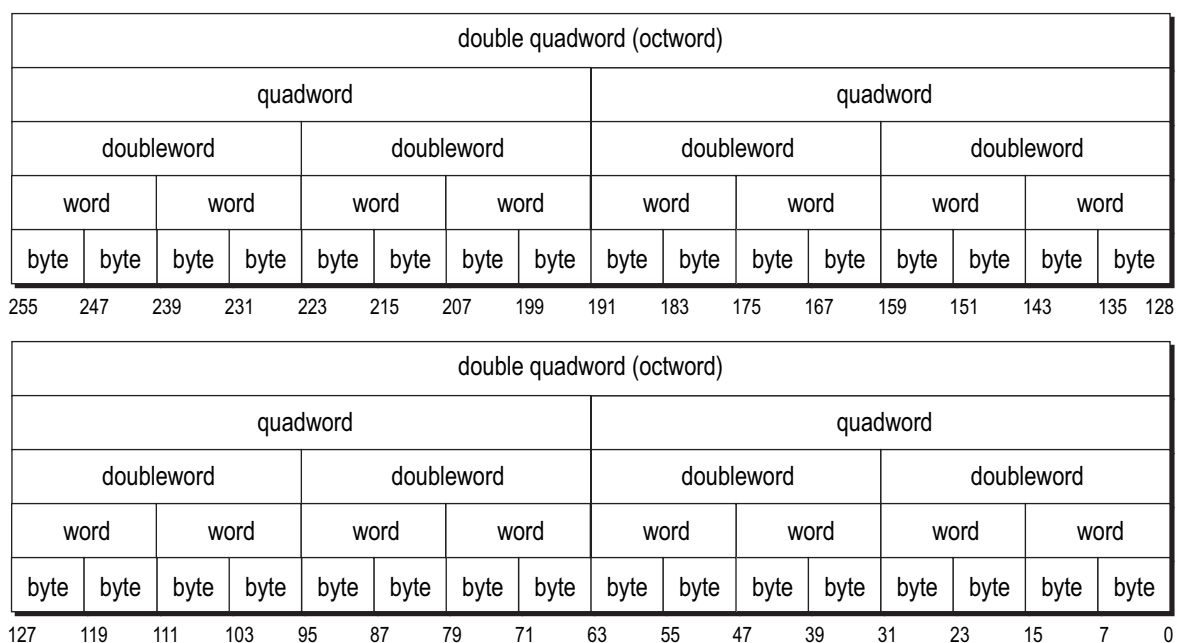 double quadword (octword)
quadword quadword
doubleword doubleword doubleword doubleword
word word word word word word word word
byte byte byte byte byte byte byte byte byte byte byte byte byte byte byte byte
255 247 239 231 223 215 207 199 191 183 175 167 159 151 143 135 128
double quadword (octword)
quadword quadword
doubleword doubleword doubleword doubleword
word word word word word word word word
byte byte byte byte byte byte byte byte byte byte byte byte byte byte byte byte
127 119 111 103 95 87 79 71 63 55 47 39 31 23 15 7 0